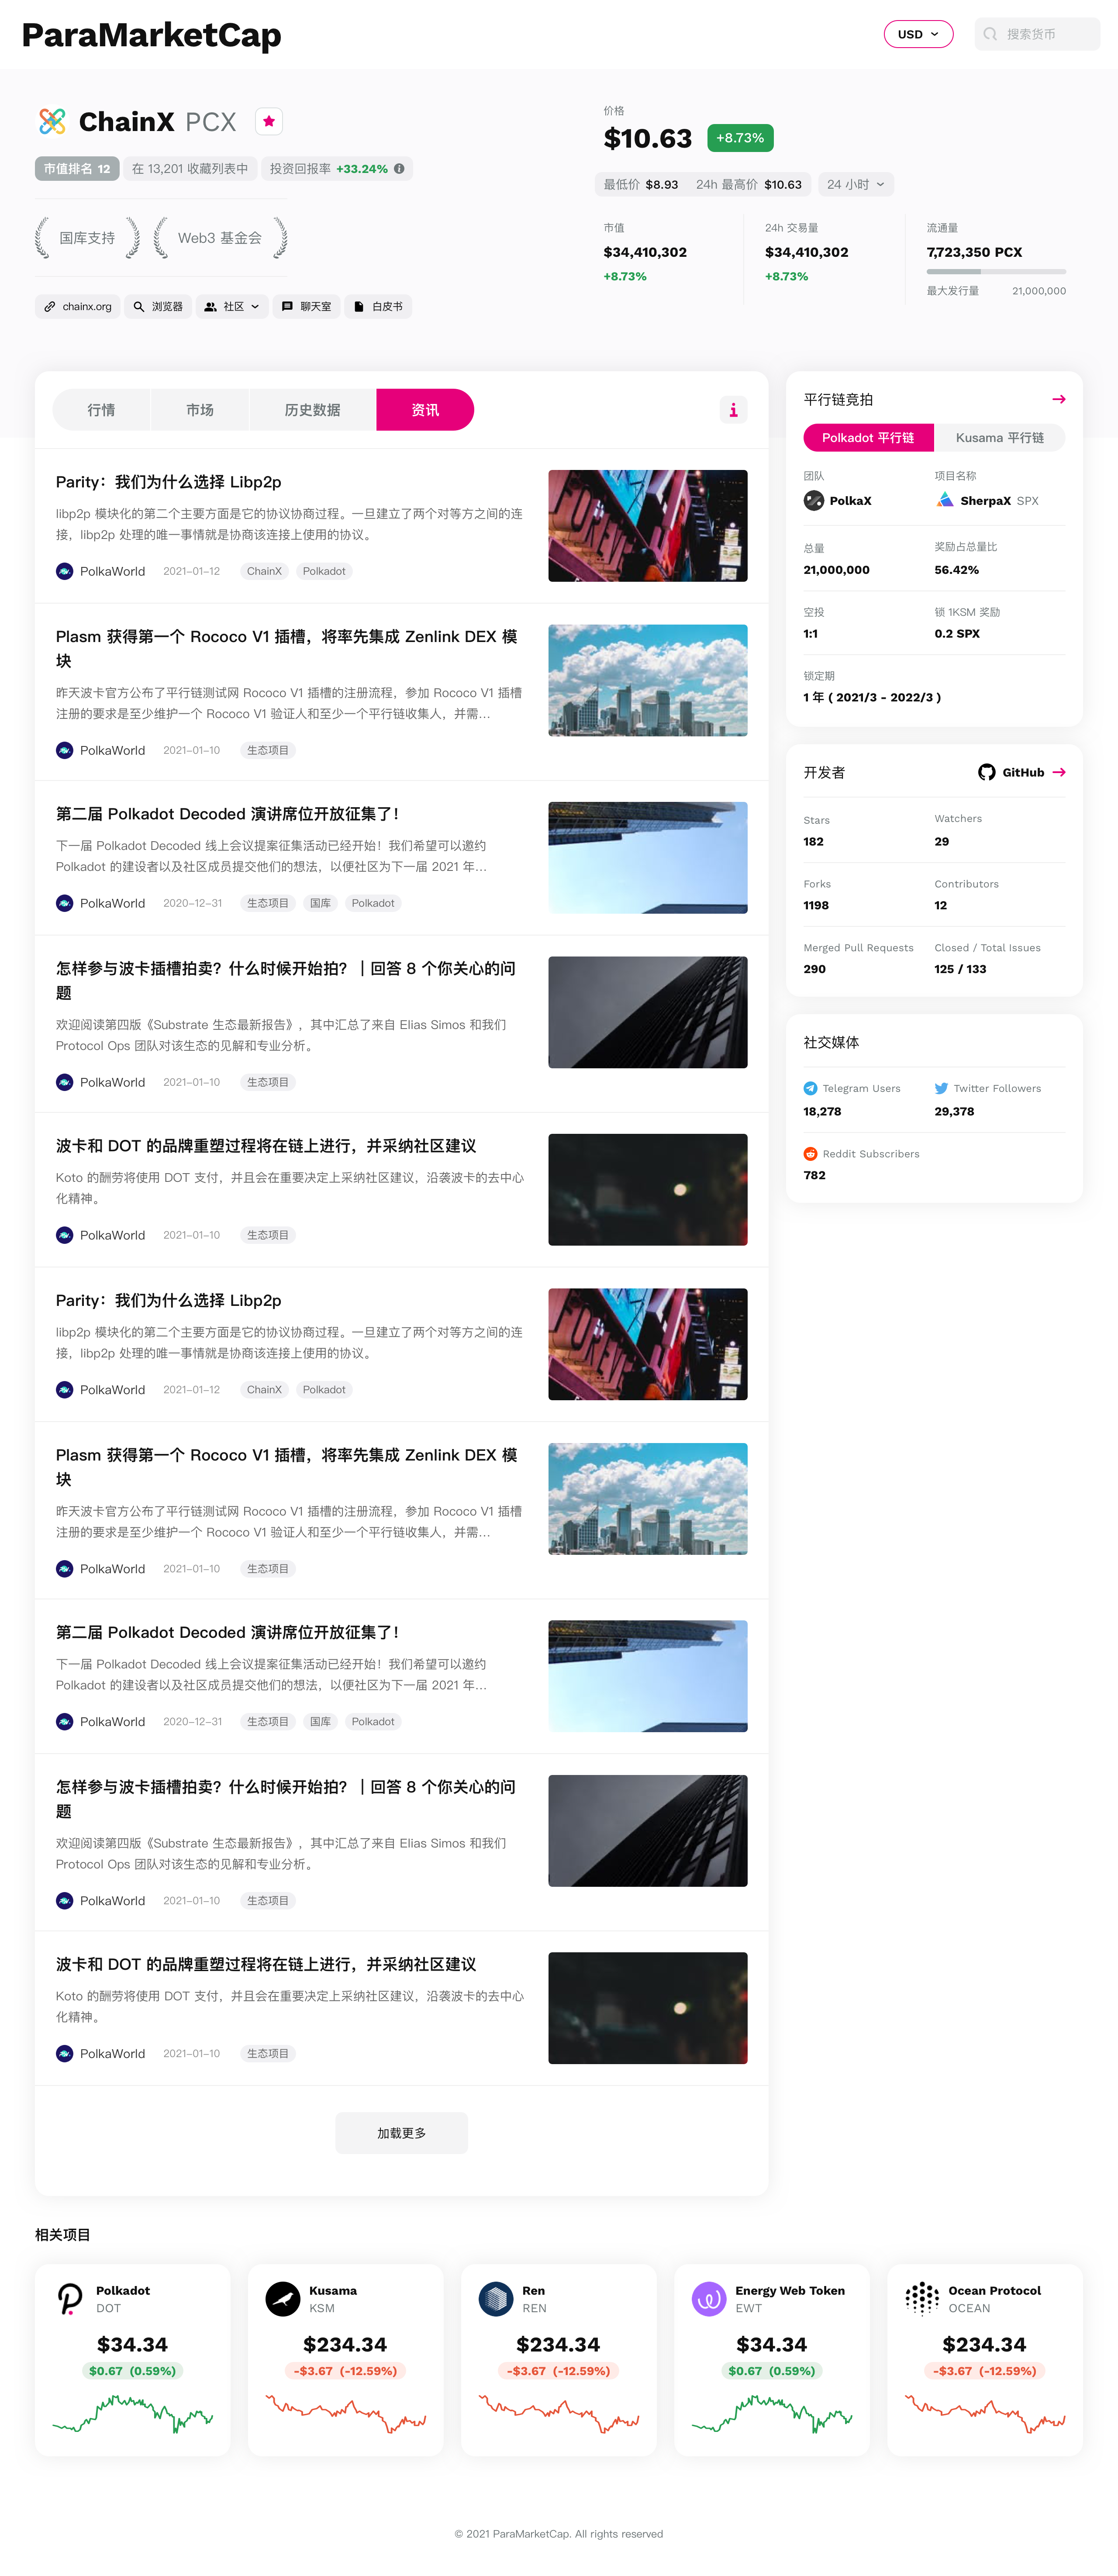 ParaMarketCap
USD
搜索货币
ChainX PCX
市值排名 12
在 13,201 收藏列表中
投资回报率 +33.24%
国库支持
Web3 基金会
chainx.org
浏览器
社区
聊天室
白皮书
价格
$10.63 +8.73%
最低价 $8.93 24h 最高价 $10.63
24 小时
市值
$34,410,302
+8.73%
24h 交易量
$34,410,302
+8.73%
流通量
7,723,350 PCX
最大发行量 21,000,000
行情
市场
历史数据
资讯
Parity：我们为什么选择 Libp2p
libp2p 模块化的第二个主要方面是它的协议协商过程。一旦建立了两个对等方之间的连
接，libp2p 处理的唯一事情就是协商该连接上使用的协议。
PolkaWorld 2021-01-12 ChainX Polkadot
Plasm 获得第一个 Rococo V1 插槽，将率先集成 Zenlink DEX 模
块
昨天波卡官方公布了平行链测试网 Rococo V1 插槽的注册流程，参加 Rococo V1 插槽
注册的要求是至少维护一个 Rococo V1 验证人和至少一个平行链收集人，并需...
PolkaWorld 2021-01-10 生态项目
第二届 Polkadot Decoded 演讲席位开放征集了！
下一届 Polkadot Decoded 线上会议提案征集活动已经开始！我们希望可以邀约
Polkadot 的建设者以及社区成员提交他们的想法，以便社区为下一届 2021 年...
PolkaWorld 2020-12-31 生态项目 国库 Polkadot
怎样参与波卡插槽拍卖？什么时候开始拍？｜回答 8 个你关心的问
题
欢迎阅读第四版《Substrate 生态最新报告》，其中汇总了来自 Elias Simos 和我们
Protocol Ops 团队对该生态的见解和专业分析。
PolkaWorld 2021-01-10 生态项目
波卡和 DOT 的品牌重塑过程将在链上进行，并采纳社区建议
Koto 的酬劳将使用 DOT 支付，并且会在重要决定上采纳社区建议，沿袭波卡的去中心
化精神。
PolkaWorld 2021-01-10 生态项目
Parity：我们为什么选择 Libp2p
libp2p 模块化的第二个主要方面是它的协议协商过程。一旦建立了两个对等方之间的连
接，libp2p 处理的唯一事情就是协商该连接上使用的协议。
PolkaWorld 2021-01-12 ChainX Polkadot
Plasm 获得第一个 Rococo V1 插槽，将率先集成 Zenlink DEX 模
块
昨天波卡官方公布了平行链测试网 Rococo V1 插槽的注册流程，参加 Rococo V1 插槽
注册的要求是至少维护一个 Rococo V1 验证人和至少一个平行链收集人，并需...
PolkaWorld 2021-01-10 生态项目
第二届 Polkadot Decoded 演讲席位开放征集了！
下一届 Polkadot Decoded 线上会议提案征集活动已经开始！我们希望可以邀约
Polkadot 的建设者以及社区成员提交他们的想法，以便社区为下一届 2021 年...
PolkaWorld 2020-12-31 生态项目 国库 Polkadot
怎样参与波卡插槽拍卖？什么时候开始拍？｜回答 8 个你关心的问
题
欢迎阅读第四版《Substrate 生态最新报告》，其中汇总了来自 Elias Simos 和我们
Protocol Ops 团队对该生态的见解和专业分析。
PolkaWorld 2021-01-10 生态项目
波卡和 DOT 的品牌重塑过程将在链上进行，并采纳社区建议
Koto 的酬劳将使用 DOT 支付，并且会在重要决定上采纳社区建议，沿袭波卡的去中心
化精神。
PolkaWorld 2021-01-10 生态项目
加载更多
平行链竞拍
Polkadot 平行链
Kusama 平行链
团队
PolkaX
项目名称
SherpaX SPX
总量
21,000,000
奖励占总量比
56.42%
空投
1:1
锁 1KSM 奖励
0.2 SPX
锁定期
1 年 ( 2021/3 - 2022/3 )
开发者
GitHub
Stars
182
Watchers
29
Forks
1198
Contributors
12
Merged Pull Requests
290
Closed / Total Issues
125 / 133
社交媒体
Telegram Users
18,278
Twitter Followers
29,378
Reddit Subscribers
782
相关项目
Polkadot
DOT
$34.34
$0.67 (0.59%)
Kusama
KSM
$234.34
-$3.67 (-12.59%)
Ren
REN
$234.34
-$3.67 (-12.59%)
Energy Web Token
EWT
$34.34
$0.67 (0.59%)
Ocean Protocol
OCEAN
$234.34
-$3.67 (-12.59%)
© 2021 ParaMarketCap. All rights reserved